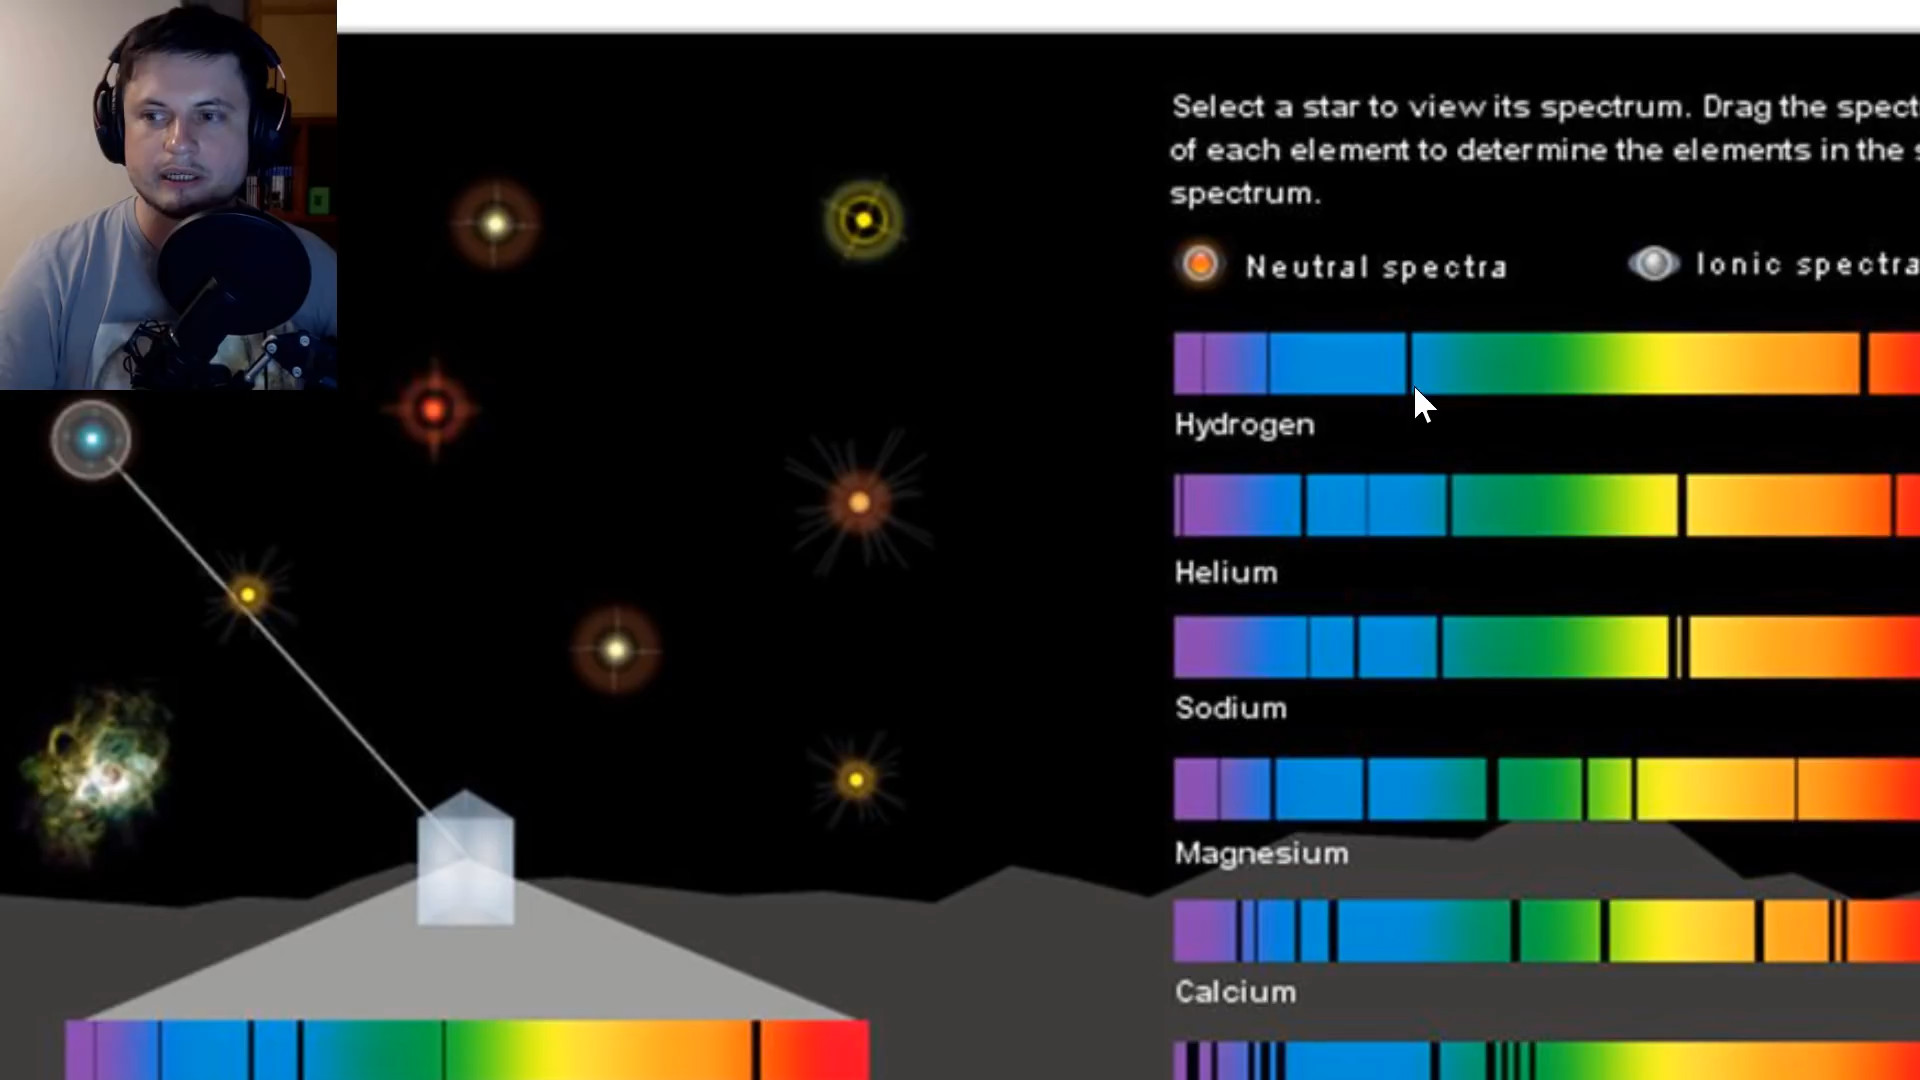 Select a star to view its spectrum. Drag the spect
of each element to determine the elements in the s
spectrum.
Neutral spectra
Ionic spectra
Hydrogen
Helium
Sodium
Magnesium
Calcium